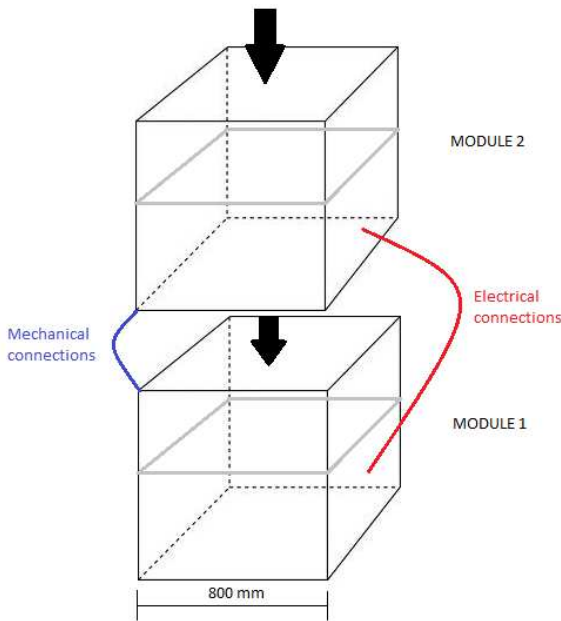 MODULE 2
Electrical
connections
Mechanical
connections
MODULE 1
800 mm